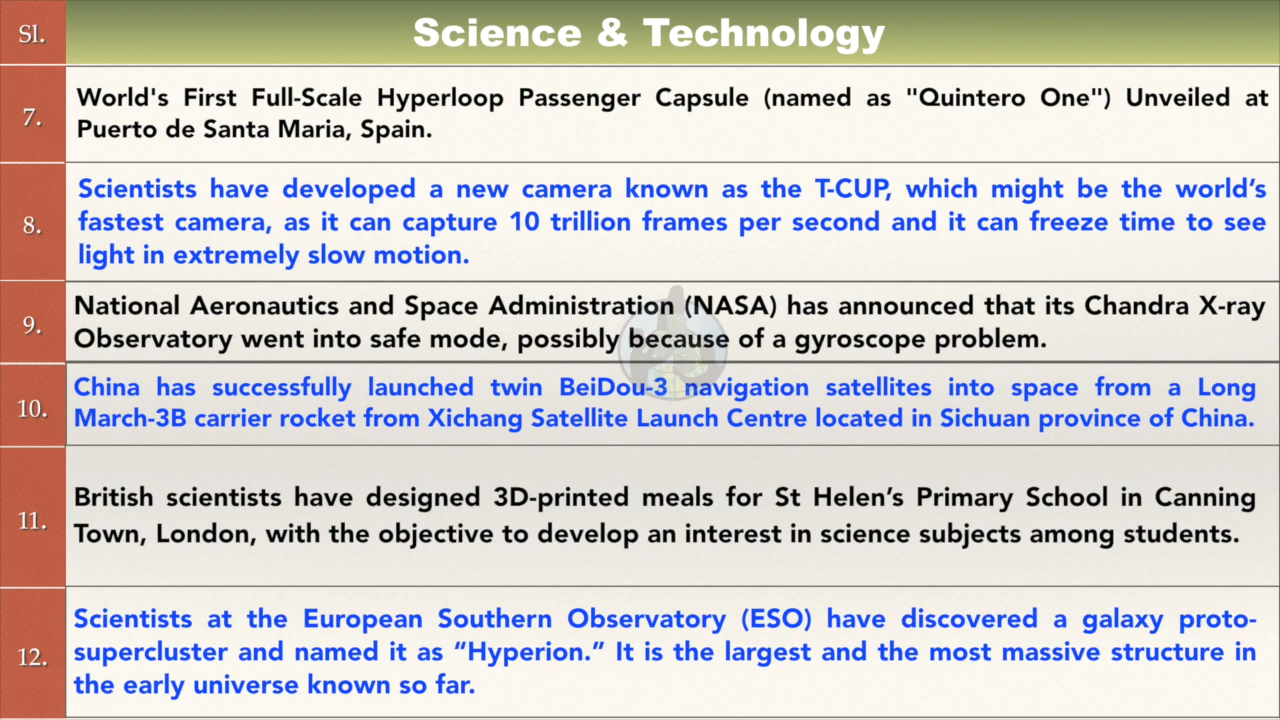 Sl.
Science & Technology
7.
World's First Full-Scale Hyperloop Passenger Capsule (named as "Quintero One") Unveiled at
Puerto de Santa Maria, Spain.
8.
Scientists have developed a new camera known as the T-CUP, which might be the world’s
fastest camera, as it can capture 10 trillion frames per second and it can freeze time to see
light in extremely slow motion.
9.
National Aeronautics and Space Administration (NASA) has announced that its Chandra X-ray
Observatory went into safe mode, possibly because of a gyroscope problem.
10.
China has successfully launched twin BeiDou-3 navigation satellites into space from a Long
March-3B carrier rocket from Xichang Satellite Launch Centre located in Sichuan province of China.
11.
British scientists have designed 3D-printed meals for St Helen’s Primary School in Canning
Town, London, with the objective to develop an interest in science subjects among students.
12.
Scientists at the European Southern Observatory (ESO) have discovered a galaxy proto-
supercluster and named it as “Hyperion.” It is the largest and the most massive structure in
the early universe known so far.